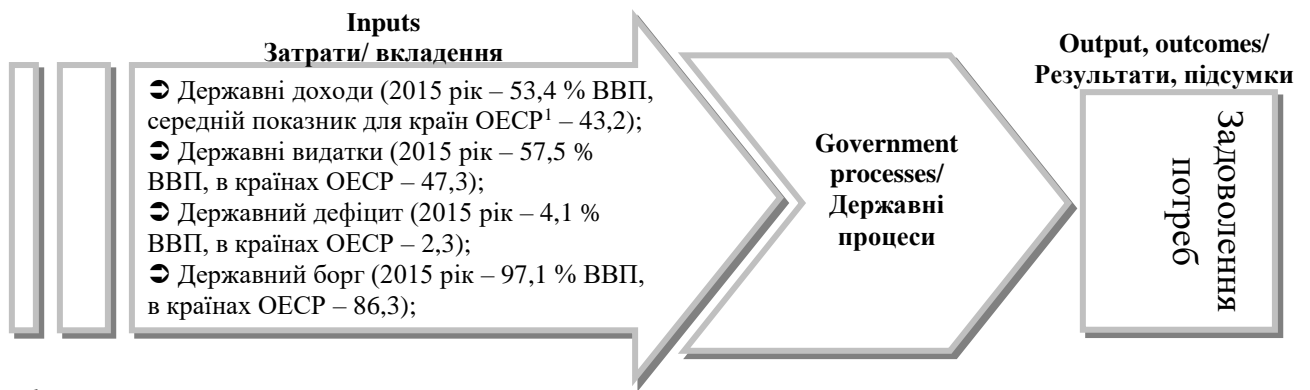 Inputs
Затрати/ вкладення
➲ Державні доходи (2015 рік – 53,4 % ВВП,
середній показник для країн ОЕСР¹ – 43,2);
➲ Державні видатки (2015 рік – 57,5 %
ВВП, в країнах ОЕСР – 47,3);
➲ Державний дефіцит (2015 рік – 4,1 %
ВВП, в країнах ОЕСР – 2,3);
➲ Державний борг (2015 рік – 97,1 % ВВП,
в країнах ОЕСР – 86,3);
Government
processes/
Державні
процеси
Output, outcomes/
Результати, підсумки
Задоволення
потреб